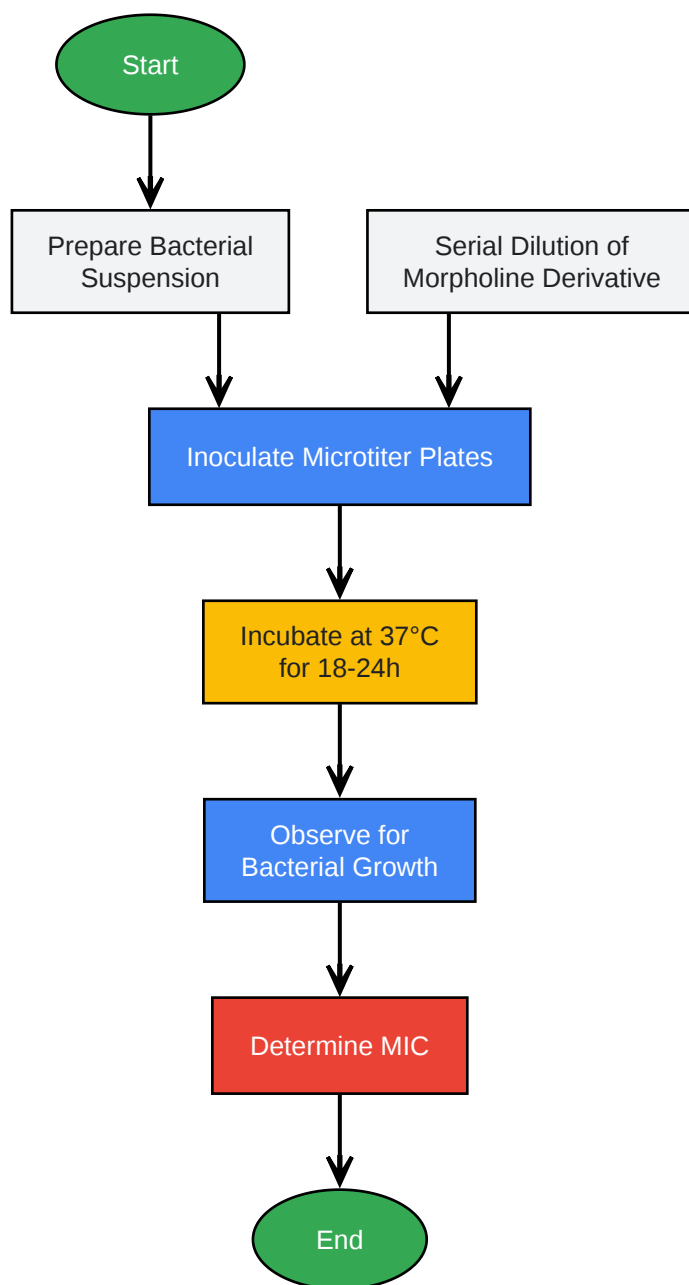 Start
Prepare Bacterial
Suspension
Serial Dilution of
Morpholine Derivative
Inoculate Microtiter Plates
Incubate at 37°C
for 18-24h
Observe for
Bacterial Growth
Determine MIC
End